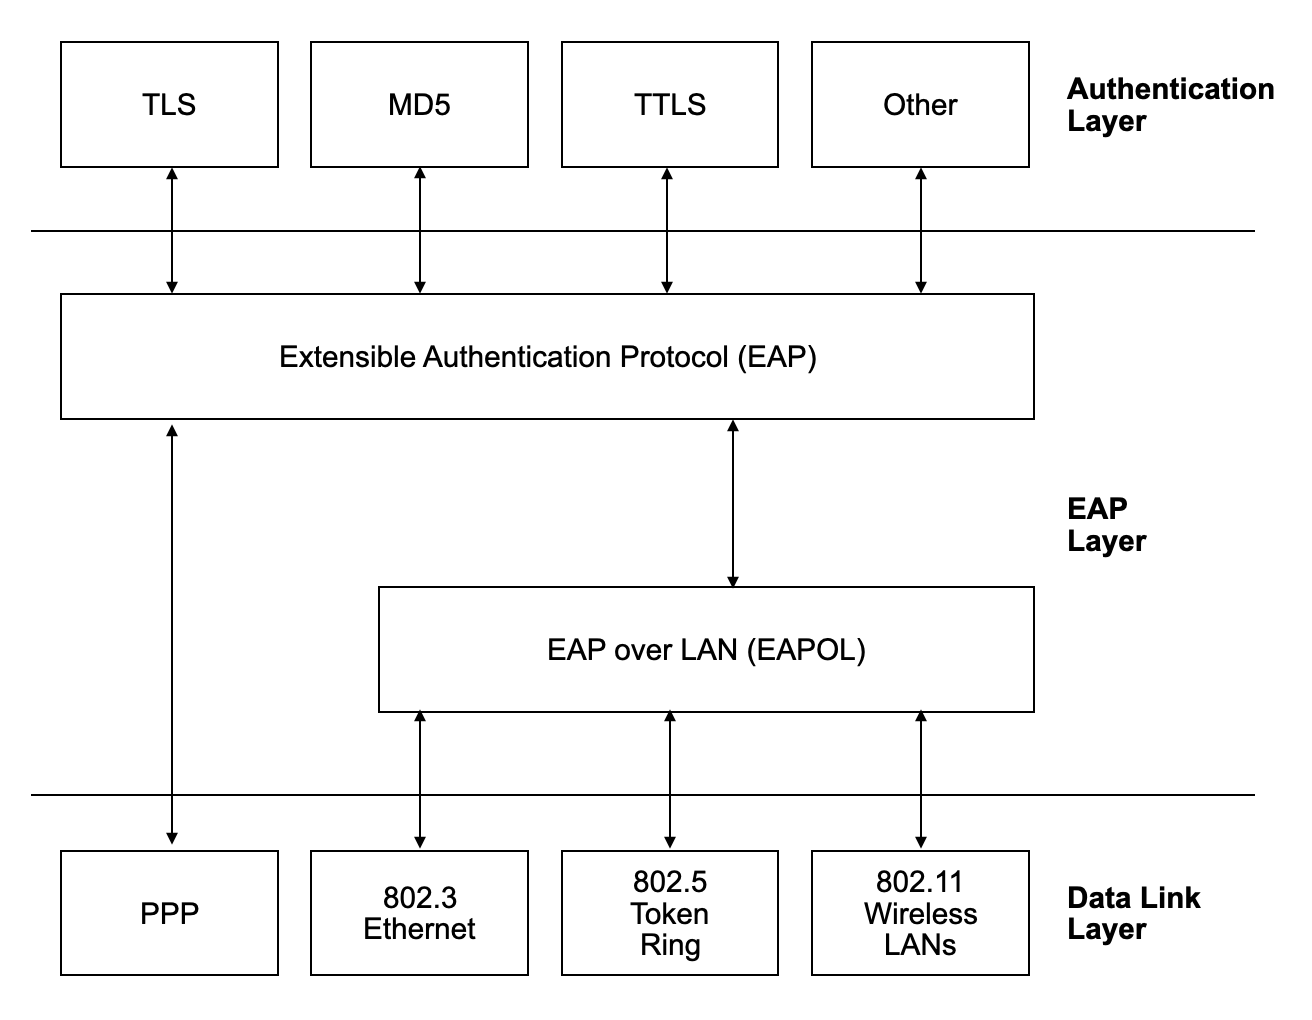 TLS
MD5
TTLS
Other
Authentication
Layer
Extensible Authentication Protocol (EAP)
EAP
Layer
EAP over LAN (EAPOL)
PPP
802.3
Ethernet
802.5
Token
Ring
802.11
Wireless
LANs
Data Link
Layer